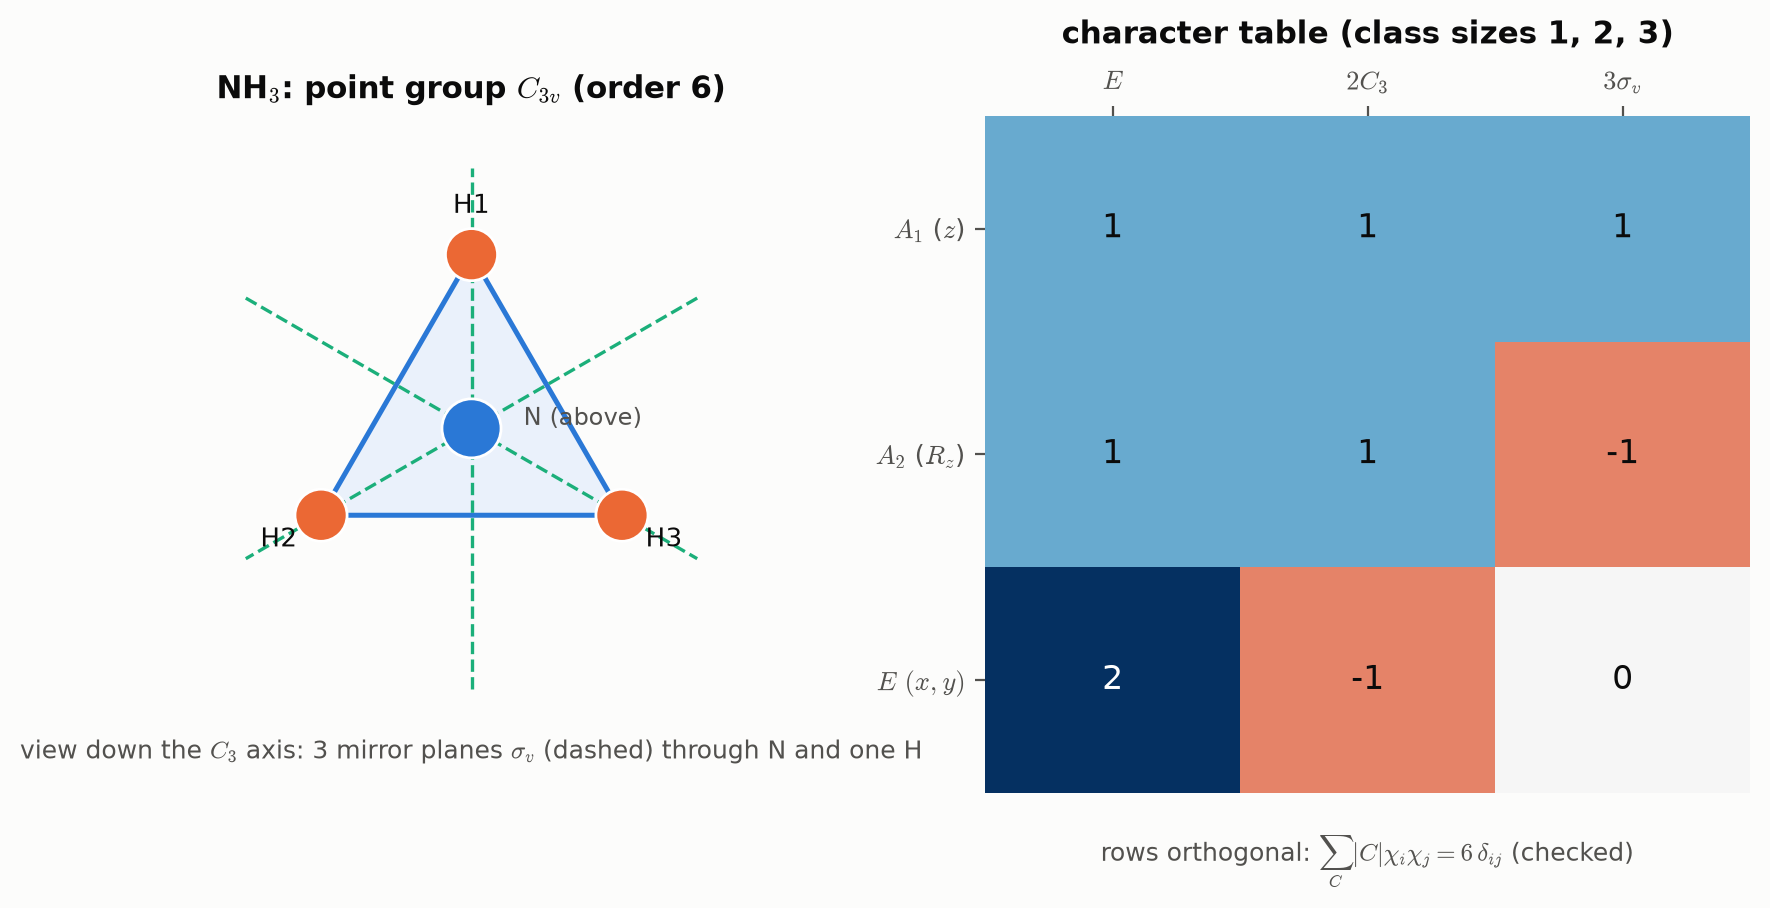 NH₃: point group C₃ᵥ (order 6)
H1
N (above)
H2
H3
view down the C₃ axis: 3 mirror planes σᵥ (dashed) through N and one H
character table (class sizes 1, 2, 3)
E 2C₃ 3σᵥ
A₁ (z) 1 1 1
A₂ (R_z) 1 1 -1
E (x, y) 2 -1 0
rows orthogonal: ∑_C |C|χᵢχⱼ = 6 δᵢⱼ (checked)